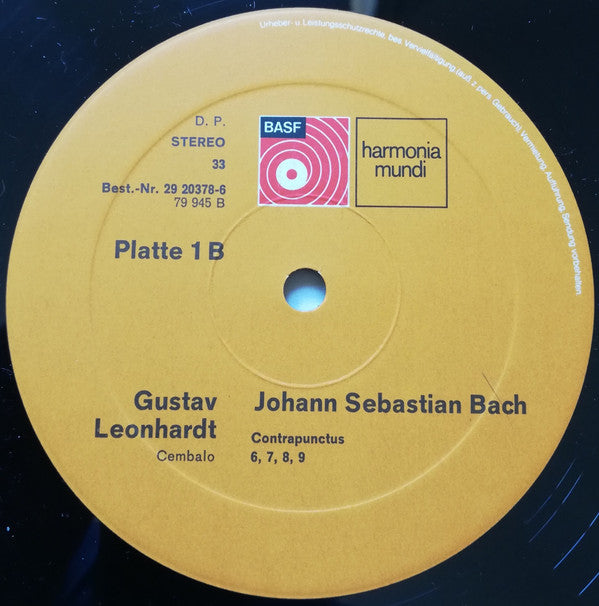 Urheber- u Leistungsschutzrechte, bes. Vervielfältigung (auß. z. pers. Gebrauch), Vermietung, Aufführung, Sendung vorbehalten
D. P.
STEREO
33
Best.-Nr. 29 20378-6
79 945 B
BASF
harmonia
mundi
Platte 1 B
Gustav
Leonhardt
Cembalo
Johann Sebastian Bach
Contrapunctus
6, 7, 8, 9